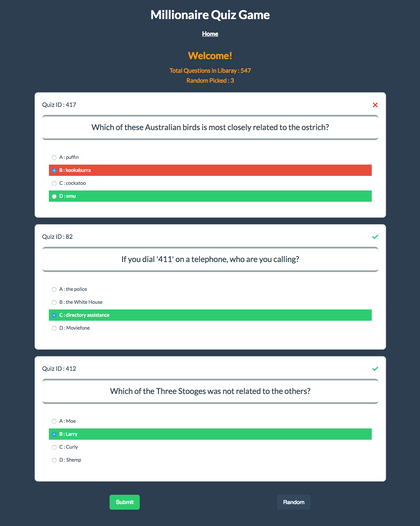 Millionaire Quiz Game
Home
Welcome!
Total Questions in Libaray : 547
Random Picked : 3
Quiz ID : 417
Which of these Australian birds is most closely related to the ostrich?
A : puffin
B : kookaburra
C : cockatoo
D : emu
Quiz ID : 82
If you dial '411' on a telephone, who are you calling?
A : the police
B : the White House
C : directory assistance
D : Moviefone
Quiz ID : 412
Which of the Three Stooges was not related to the others?
A : Moe
B : Larry
C : Curly
D : Shemp
Submit
Random